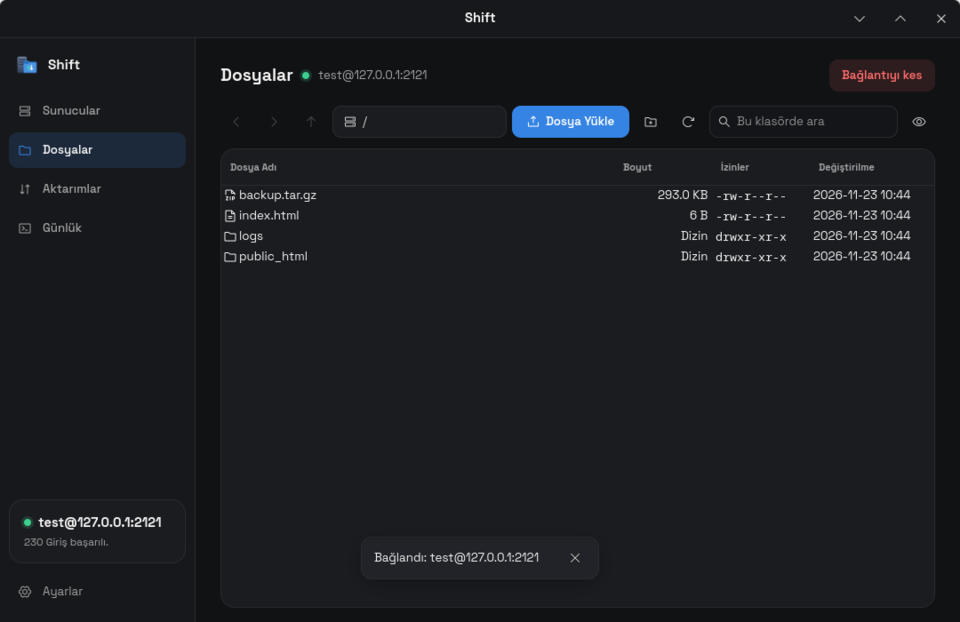 Shift
Shift
Sunucular
Dosyalar
Aktarımlar
Günlük
test@127.0.0.1:2121
230 Giriş başarılı.
Ayarlar
Dosyalar test@127.0.0.1:2121
Bağlantıyı kes
/ Dosya Yükle Bu klasörde ara
Dosya Adı Boyut İzinler Değiştirilme
backup.tar.gz 293.0 KB -rw-r--r-- 2026-11-23 10:44
index.html 6 B -rw-r--r-- 2026-11-23 10:44
logs Dizin drwxr-xr-x 2026-11-23 10:44
public_html Dizin drwxr-xr-x 2026-11-23 10:44
Bağlandı: test@127.0.0.1:2121